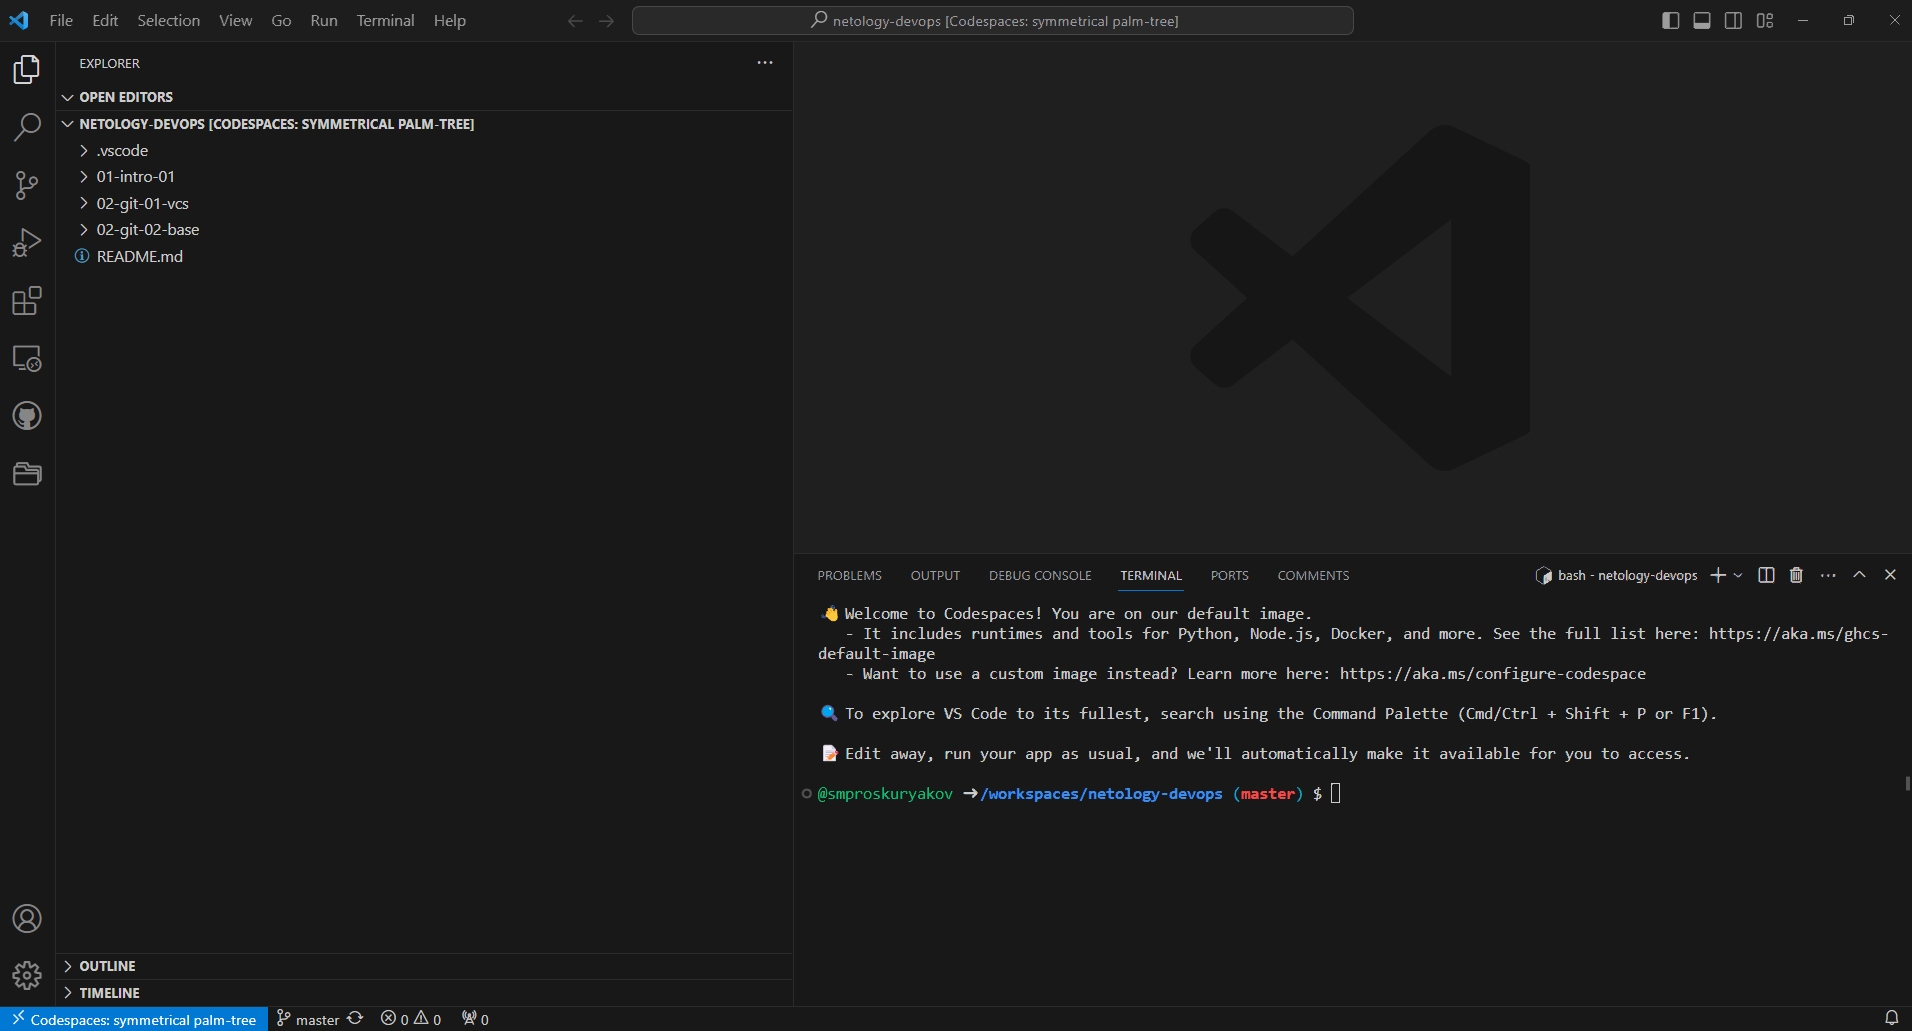 File Edit Selection View Go Run Terminal Help
netology-devops [Codespaces: symmetrical palm-tree]
EXPLORER
OPEN EDITORS
NETOLOGY-DEVOPS [CODESPACES: SYMMETRICAL PALM-TREE]
.vscode
01-intro-01
02-git-01-vcs
02-git-02-base
README.md
OUTLINE
TIMELINE
PROBLEMS OUTPUT DEBUG CONSOLE TERMINAL PORTS COMMENTS
bash - netology-devops
👋 Welcome to Codespaces! You are on our default image.
- It includes runtimes and tools for Python, Node.js, Docker, and more. See the full list here: https://aka.ms/ghcs-
default-image
- Want to use a custom image instead? Learn more here: https://aka.ms/configure-codespace
🔍 To explore VS Code to its fullest, search using the Command Palette (Cmd/Ctrl + Shift + P or F1).
📝 Edit away, run your app as usual, and we'll automatically make it available for you to access.
@smproskuryakov ➜ /workspaces/netology-devops (master) $
Codespaces: symmetrical palm-tree master 0 0 0